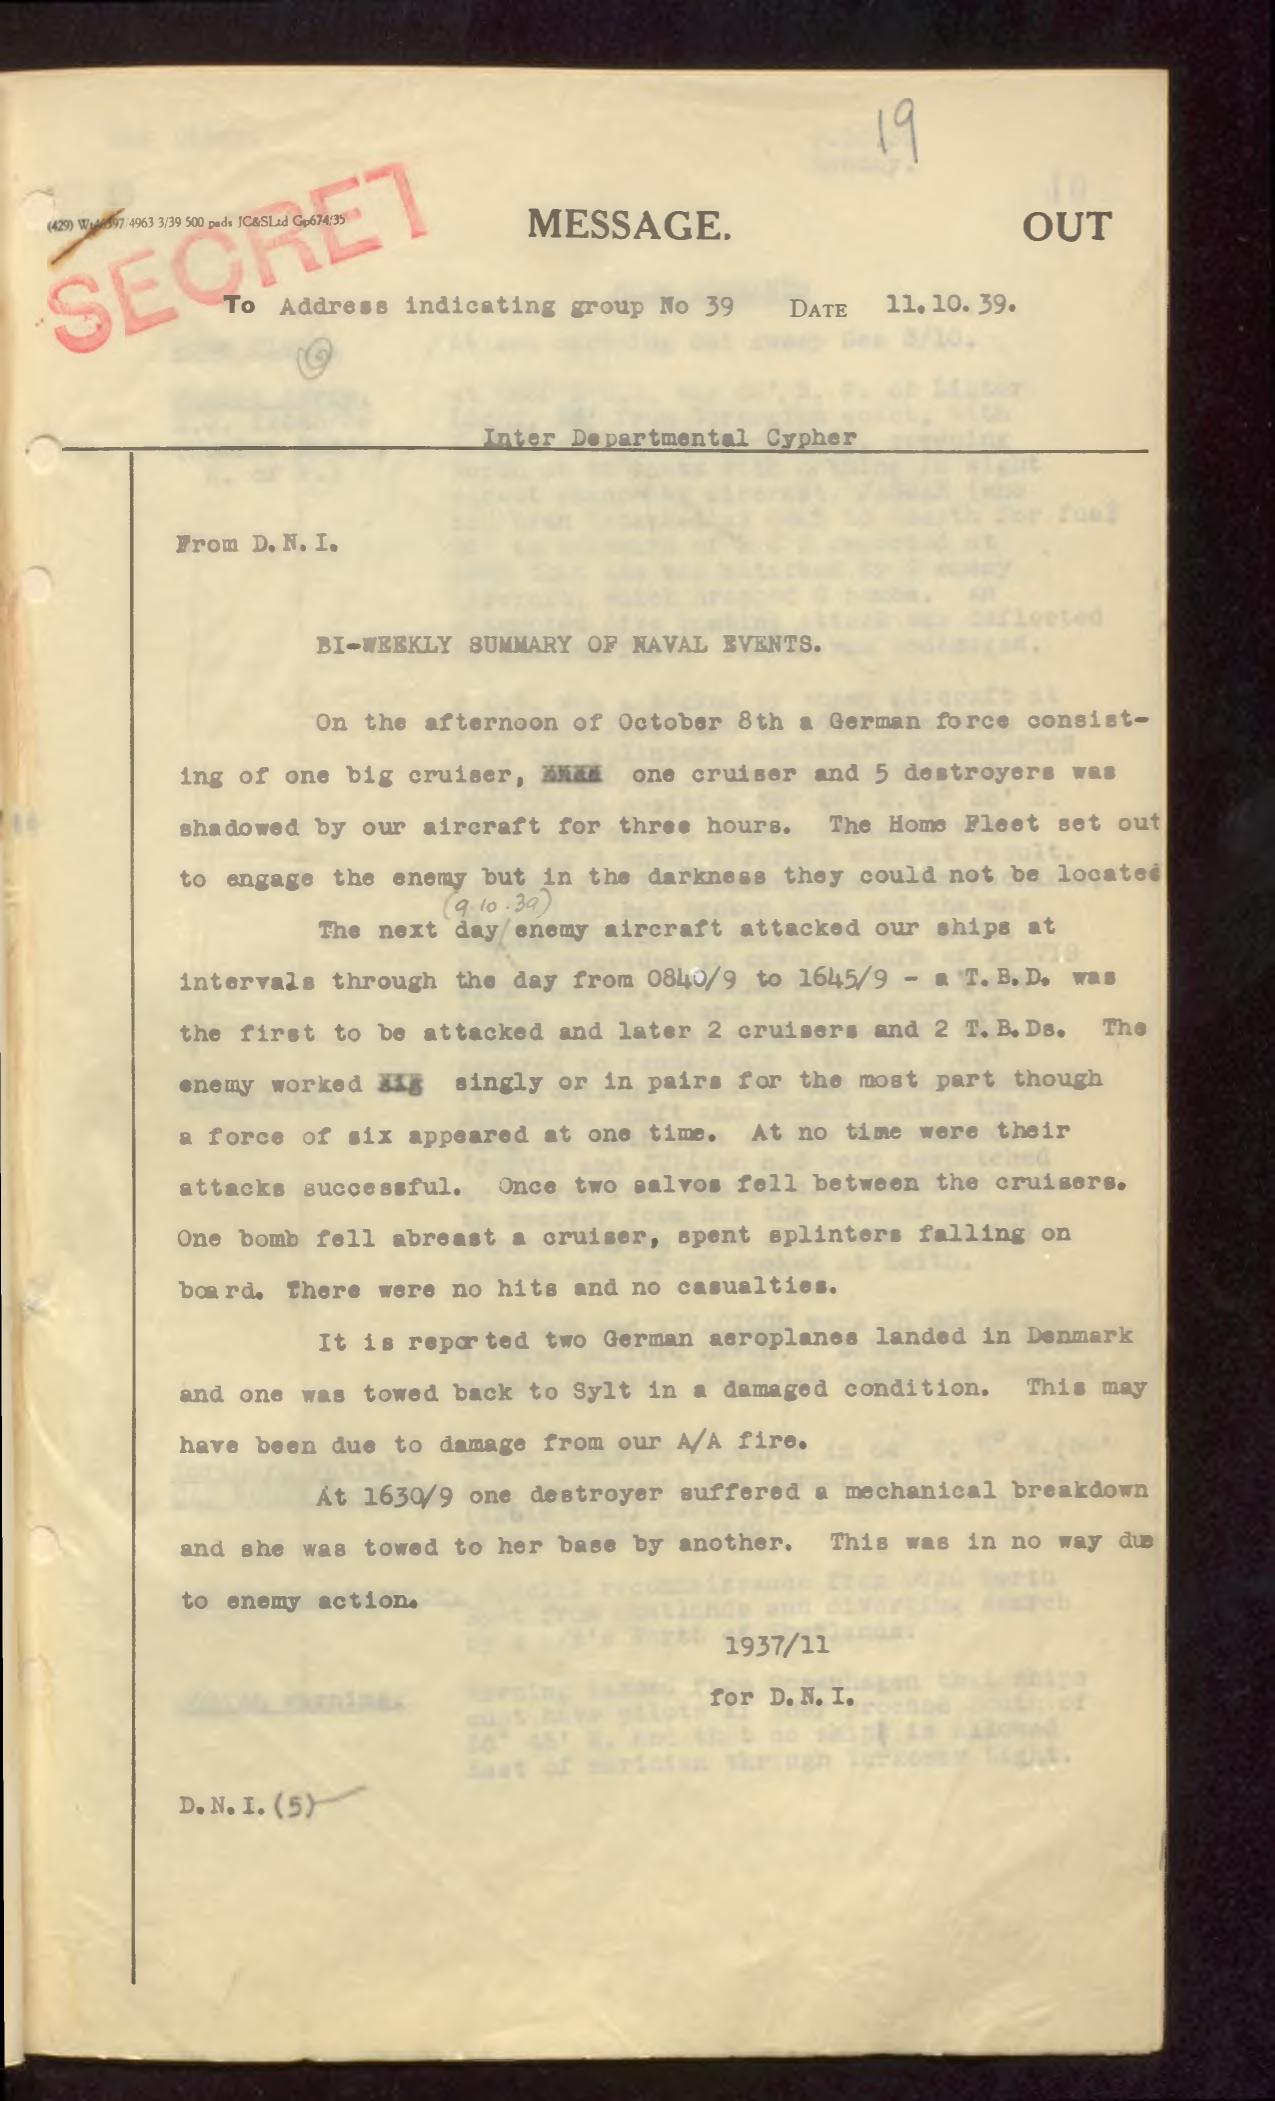 19
(429) Wt46597/4963 3/39 500 pads JC&SLtd Gp674/35
SECRET
MESSAGE.
OUT
To Address indicating group No 39 DATE 11.10.39.
Inter Departmental Cypher
From D.N.I.
BI-WEEKLY SUMMARY OF NAVAL EVENTS.
On the afternoon of October 8th a German force consist-
ing of one big cruiser, one cruiser and 5 destroyers was
shadowed by our aircraft for three hours. The Home Fleet set out
to engage the enemy but in the darkness they could not be located
(9.10.39)
The next day/enemy aircraft attacked our ships at
intervals through the day from 0840/9 to 1645/9 - a T.B.D. was
the first to be attacked and later 2 cruisers and 2 T.B.Ds. The
enemy worked singly or in pairs for the most part though
a force of six appeared at one time. At no time were their
attacks successful. Once two salvos fell between the cruisers.
One bomb fell abreast a cruiser, spent splinters falling on
board. There were no hits and no casualties.
It is reported two German aeroplanes landed in Denmark
and one was towed back to Sylt in a damaged condition. This may
have been due to damage from our A/A fire.
At 1630/9 one destroyer suffered a mechanical breakdown
and she was towed to her base by another. This was in no way due
to enemy action.
1937/11
for D.N.I.
D.N.I. (5)